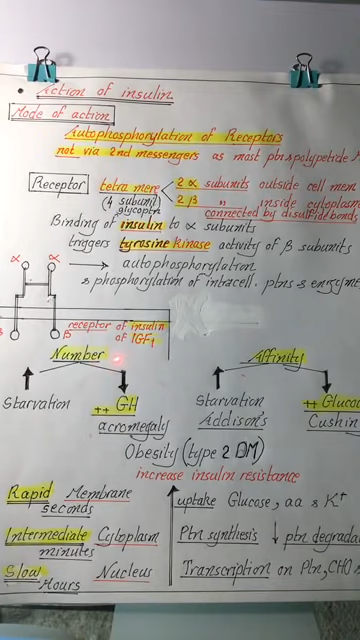 • Action of insulin
Mode of action
Autophosphorylation of Receptors
not via 2nd messengers as most ptn & polypeptide
Receptor tetramere 2 α subunits outside cell mem
(4 subunit) 2 β " inside cytoplasm
glycoptn connected by disulfide bonds
Binding of insulin to α subunits
triggers tyrosine kinase activity of β subunits
α α → autophosphorylation
& phosphorylation of intracell. ptns & enzyme
β β receptor of insulin
of IGF1
Number Affinity
Starvation ++ GH Starvation ++ Gluco
acromegaly Addison's Cushin
Obesity (type 2 DM)
increase insulin resistance
Rapid Membrane ↑ uptake Glucose, aa & K+
seconds
Intermediate Cytoplasm Ptn synthesis ↓ ptn degrada
minutes
Slow Nucleus Transcription on Ptn, CHO &
Hours